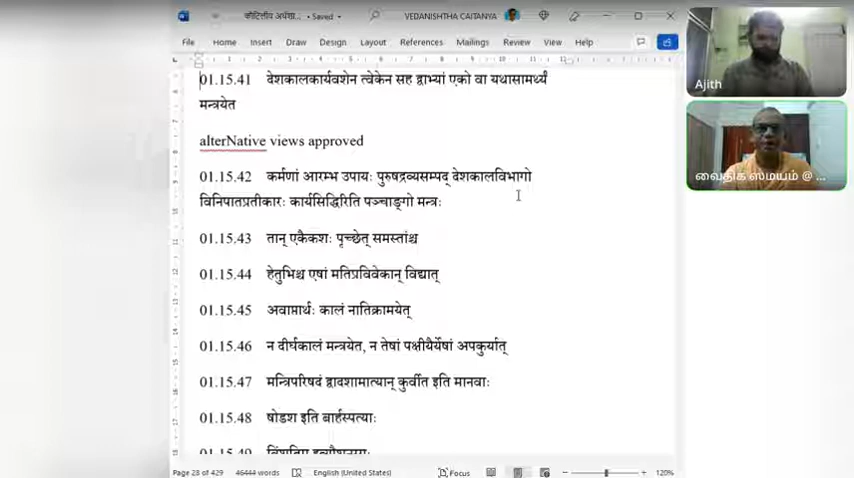 कौटिलीय अर्थशा... • Saved
VEDANISHTHA CAITANYA
File Home Insert Draw Design Layout References Mailings Review View Help
01.15.41 देशकालकार्यवशेन त्वेकेन सह द्वाभ्यां एको वा यथासामर्थ्यं
मन्त्रयेत
alterNative views approved
01.15.42 कर्मणां आरम्भ उपायः पुरुषद्रव्यसम्पद् देशकालविभागो
विनिपातप्रतीकारः कार्यसिद्धिरिति पञ्चाङ्गो मन्त्रः
01.15.43 तान् एकैकशः पृच्छेत् समस्तांश्च
01.15.44 हेतुभिश्च एषां मतिप्रविवेकान् विद्यात्
01.15.45 अवाप्तार्थः कालं नातिक्रामयेत्
01.15.46 न दीर्घकालं मन्त्रयेत, न तेषां पक्षीयैर्येषां अपकुर्यात्
01.15.47 मन्त्रिपरिषदं द्वादशामात्यान् कुर्वीत इति मानवाः
01.15.48 षोडश इति बार्हस्पत्याः
01.15.49
Page 28 of 429 46444 words English (United States) Focus 120%
Ajith
வைதிக ஸமயம் @ ...